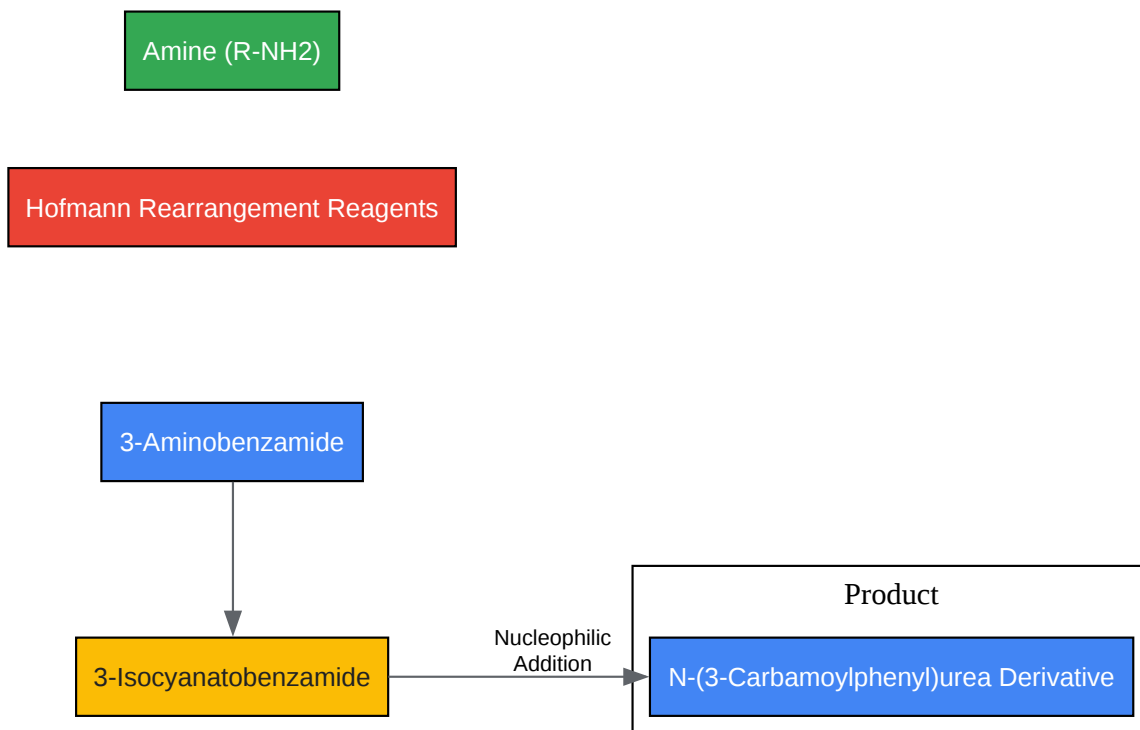 Amine (R-NH2)
Hofmann Rearrangement Reagents
3-Aminobenzamide
Product
Nucleophilic
Addition
3-Isocyanatobenzamide
N-(3-Carbamoylphenyl)urea Derivative